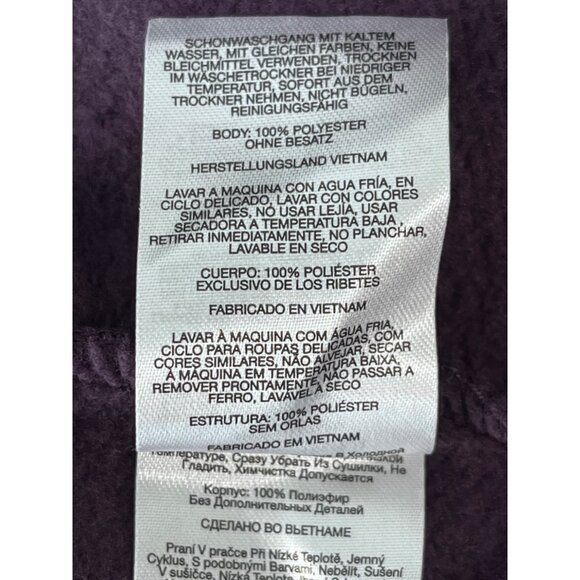 SCHONWASCHGANG MIT KALTEM
WASSER, MIT GLEICHEN FARBEN, KEINE
BLEICHMITTEL VERWENDEN, TROCKNEN
IM WÄSCHETROCKNER BEI NIEDRIGER
TEMPERATUR, SOFORT AUS DEM
TROCKNER NEHMEN, NICHT BÜGELN,
REINIGUNGSFÄHIG
BODY: 100% POLYESTER
OHNE BESATZ
HERSTELLUNGSLAND VIETNAM
LAVAR A MAQUINA CON AGUA FRÍA, EN
CICLO DELICADO, LAVAR CON COLORES
SIMILARES, NO USAR LEJÍA, USAR
SECADORA A TEMPERATURA BAJA ,
RETIRAR INMEDIATAMENTE, NO PLANCHAR,
LAVABLE EN SECO
CUERPO: 100% POLIÉSTER
EXCLUSIVO DE LOS RIBETES
FABRICADO EN VIETNAM
LAVAR À MAQUINA COM ÁGUA FRIA,
CICLO PARA ROUPAS DELICADAS, COM
CORES SIMILARES, NÃO ALVEJAR, SECAR
À MÁQUINA EM TEMPERATURA BAIXA,
REMOVER PRONTAMENTE, NÃO PASSAR A
FERRO, LAVÁVEL A SECO
ESTRUTURA: 100% POLIÉSTER
SEM ORLAS
FABRICADO EM VIETNAM
Температуре, Сразу Убрать Из Сушилки, Не
Гладить, Химчистка Допускается
Корпус: 100% Полиэфир
Без Дополнительных Деталей
СДЕЛАНО ВО ВЬЕТНАМЕ
Praní V pračce Při Nízké Teplotě, Jemný
Cyklus, S podobnými Barvami, Nebělit, Sušení
V sušičce,